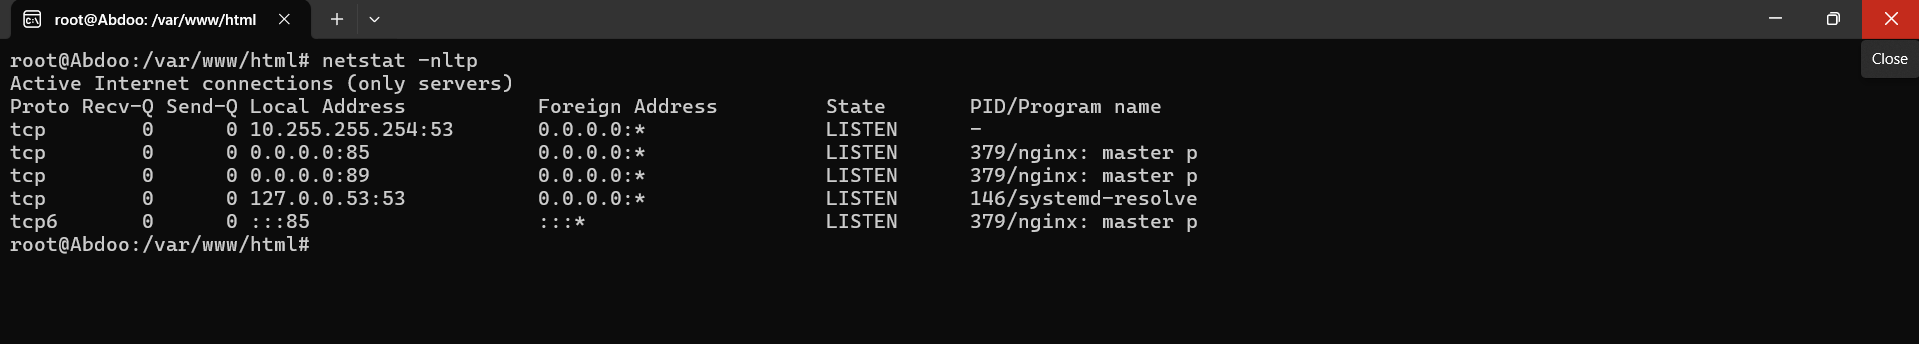 root@Abdoo: /var/www/html
Close
root@Abdoo:/var/www/html# netstat -nltp
Active Internet connections (only servers)
Proto Recv-Q Send-Q Local Address           Foreign Address         State       PID/Program name
tcp        0      0 10.255.255.254:53       0.0.0.0:*               LISTEN      -
tcp        0      0 0.0.0.0:85              0.0.0.0:*               LISTEN      379/nginx: master p
tcp        0      0 0.0.0.0:89              0.0.0.0:*               LISTEN      379/nginx: master p
tcp        0      0 127.0.0.53:53           0.0.0.0:*               LISTEN      146/systemd-resolve
tcp6       0      0 :::85                   :::*                    LISTEN      379/nginx: master p
root@Abdoo:/var/www/html#